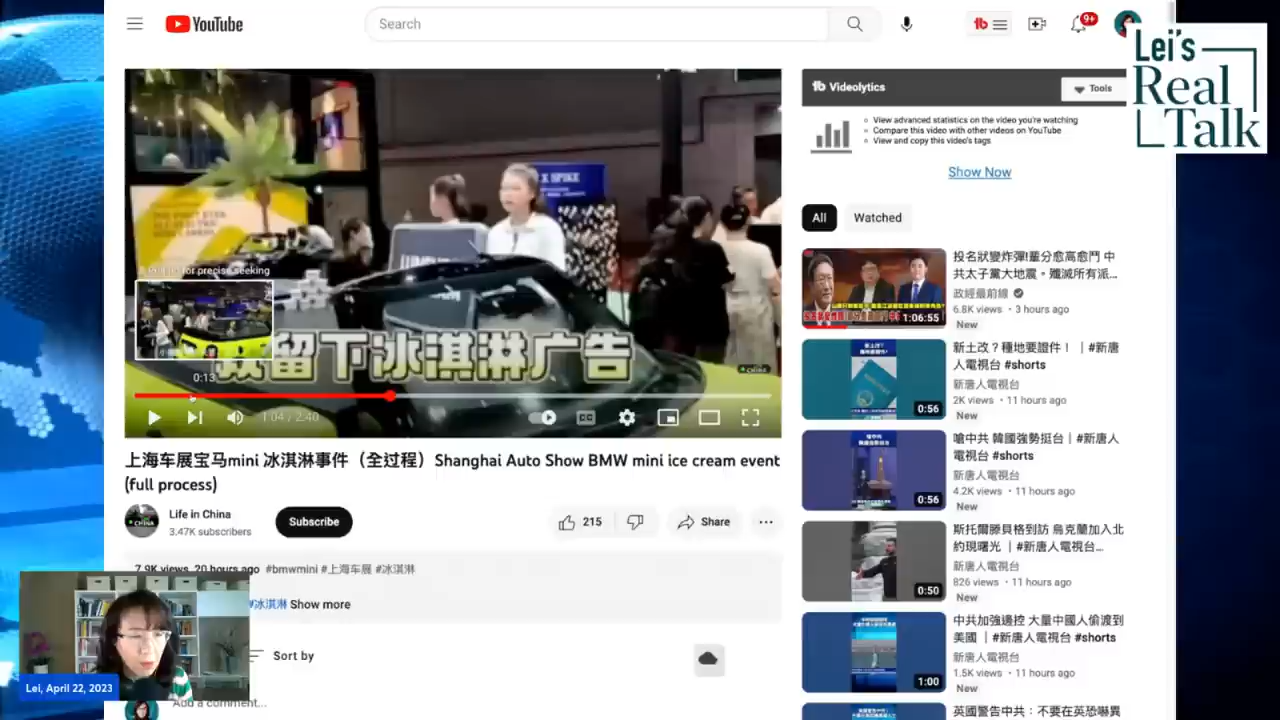 YouTube
Search
9+
Lei's
Real
Talk
Videolytics
Tools
View advanced statistics on the video you're watching
Compare this video with other videos on YouTube
View and copy this video's tags
Show Now
All
Watched
for precise seeking
留下冰淇淋广告
CHINA
0:13
1:04 / 2:40
上海车展宝马mini 冰淇淋事件（全过程）Shanghai Auto Show BMW mini ice cream event
(full process)
Life in China
3.47K subscribers
Subscribe
215
Share
7.9K views 20 hours ago #bmwmini #上海车展 #冰淇淋
#冰淇淋 Show more
Sort by
Add a comment...
Lei, April 22, 2023
投名狀變炸彈!輩分愈高愈鬥 中
共太子黨大地震。殲滅所有派...
政經最前線
6.8K views · 3 hours ago
New
1:06:55
新土改？種地要證件！｜#新唐
人電視台 #shorts
新唐人電視台
2K views · 11 hours ago
New
0:56
嗆中共 韓國強勢挺台｜#新唐人
電視台 #shorts
新唐人電視台
4.2K views · 11 hours ago
New
0:56
斯托爾滕貝格到訪 烏克蘭加入北
約現曙光 ｜#新唐人電視台...
新唐人電視台
826 views · 11 hours ago
New
0:50
中共加強邊控 大量中國人偷渡到
美國 ｜#新唐人電視台 #shorts
新唐人電視台
1.5K views · 11 hours ago
New
1:00
英國警告中共：不要在英恐嚇異